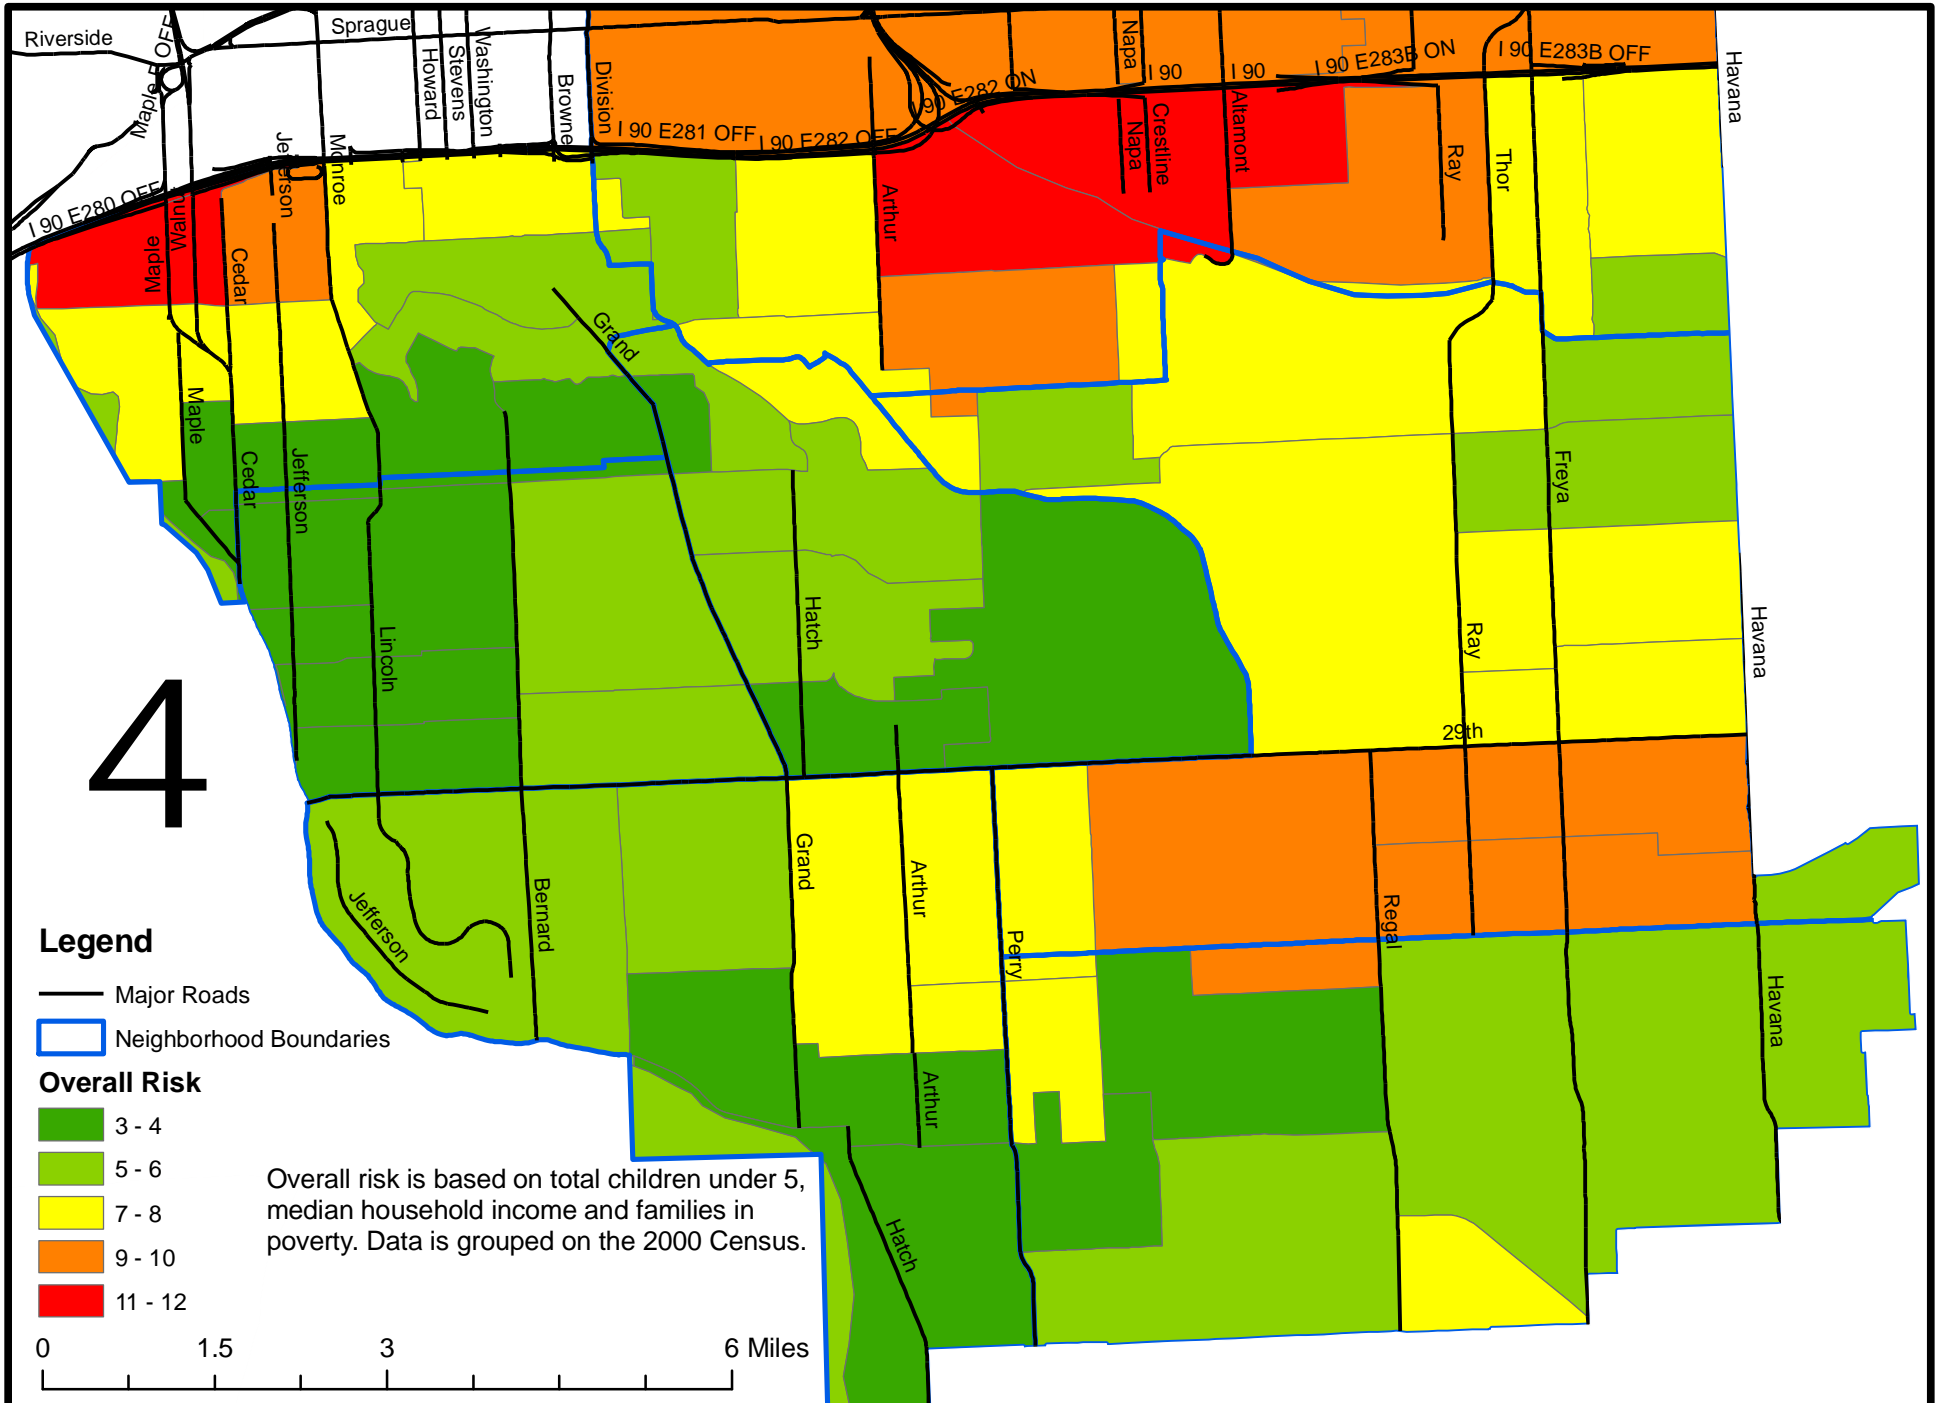 Riverside
Maple E OFF
Sprague
Howard
Stevens
Washington
Browne
Division
Napa
I 90 E282 ON
I 90
I 90
I 90 E283B ON
I 90 E283B OFF
Havana
I 90 E281 OFF
I 90 E282 OFF
Jefferson
Monroe
Napa
Crestline
Altamont
Ray
Thor
I 90 E280 OFF
Walnut
Maple
Cedar
Arthur
Grand
Maple
Cedar
Jefferson
Freya
Hatch
Lincoln
Ray
Havana
29th
4
Grand
Arthur
Bernard
Jefferson
Perry
Regal
Havana
Arthur
Hatch
Legend
Major Roads
Neighborhood Boundaries
Overall Risk
3 - 4
5 - 6
7 - 8
9 - 10
11 - 12
Overall risk is based on total children under 5,
median household income and families in
poverty. Data is grouped on the 2000 Census.
0 1.5 3 6 Miles